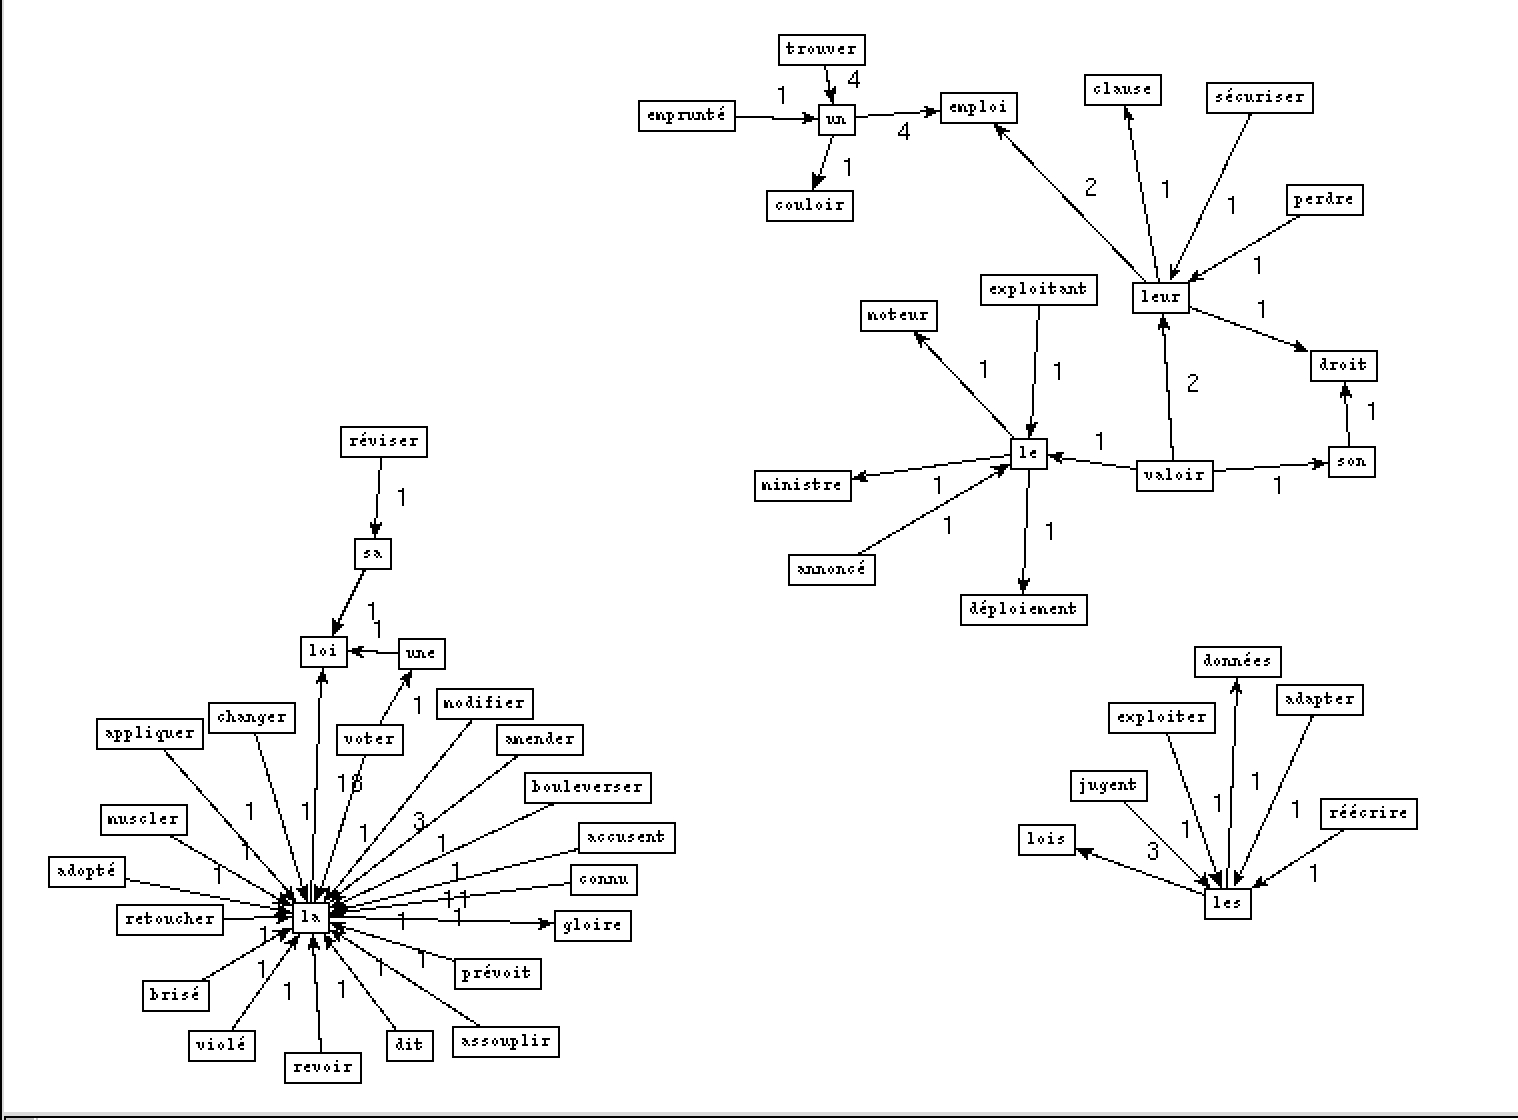 trouver
4
1
emprunté
un
emploi
4
clause
sécuriser
1
couloir
2
1
1
perdre
1
leur
1
exploitant
moteur
1
1
2
droit
1
réviser
le
1
valoir
son
1
ministre
1
1
1
1
sa
annoncé
déploiement
1
1
loi
une
1
données
exploiter
adapter
appliquer
changer
voter
modifier
amender
bouleverser
1
1
1
3
1
muscler
1
adopté
1
accusent
1
connu
11
retoucher
la
1
1
gloire
1
1
1
1
prévoit
brisé
1
1
violé
revoir
dit
assouplir
jugent
1
1
1
1
réécrire
lois
3
1
les